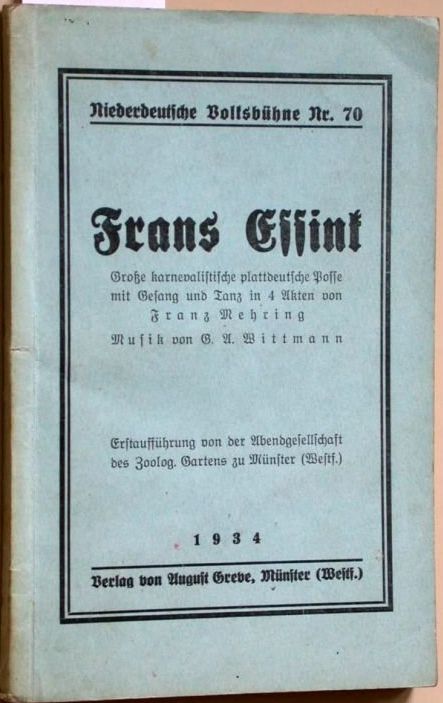 Niederdeutsche Volksbühne Nr. 70
Frans Essink
Große karnevalistische plattdeutsche Posse
mit Gesang und Tanz in 4 Akten von
Franz Mehring
Musik von G. A. Wittmann
Erstaufführung von der Abendgesellschaft
des Zoolog. Gartens zu Münster (Westf.)
1934
Verlag von August Greve, Münster (Westf.)